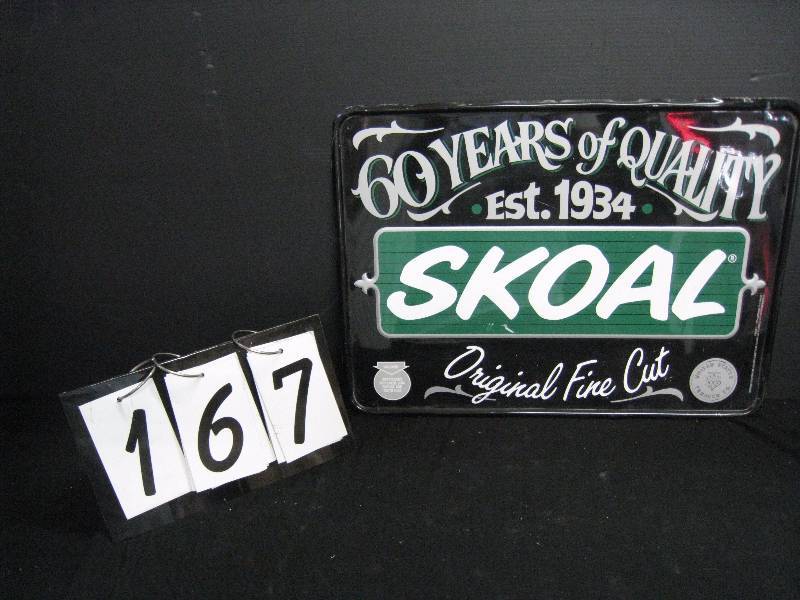 60 YEARS of QUALITY
• Est. 1934 •
SKOAL®
Original Fine Cut
167